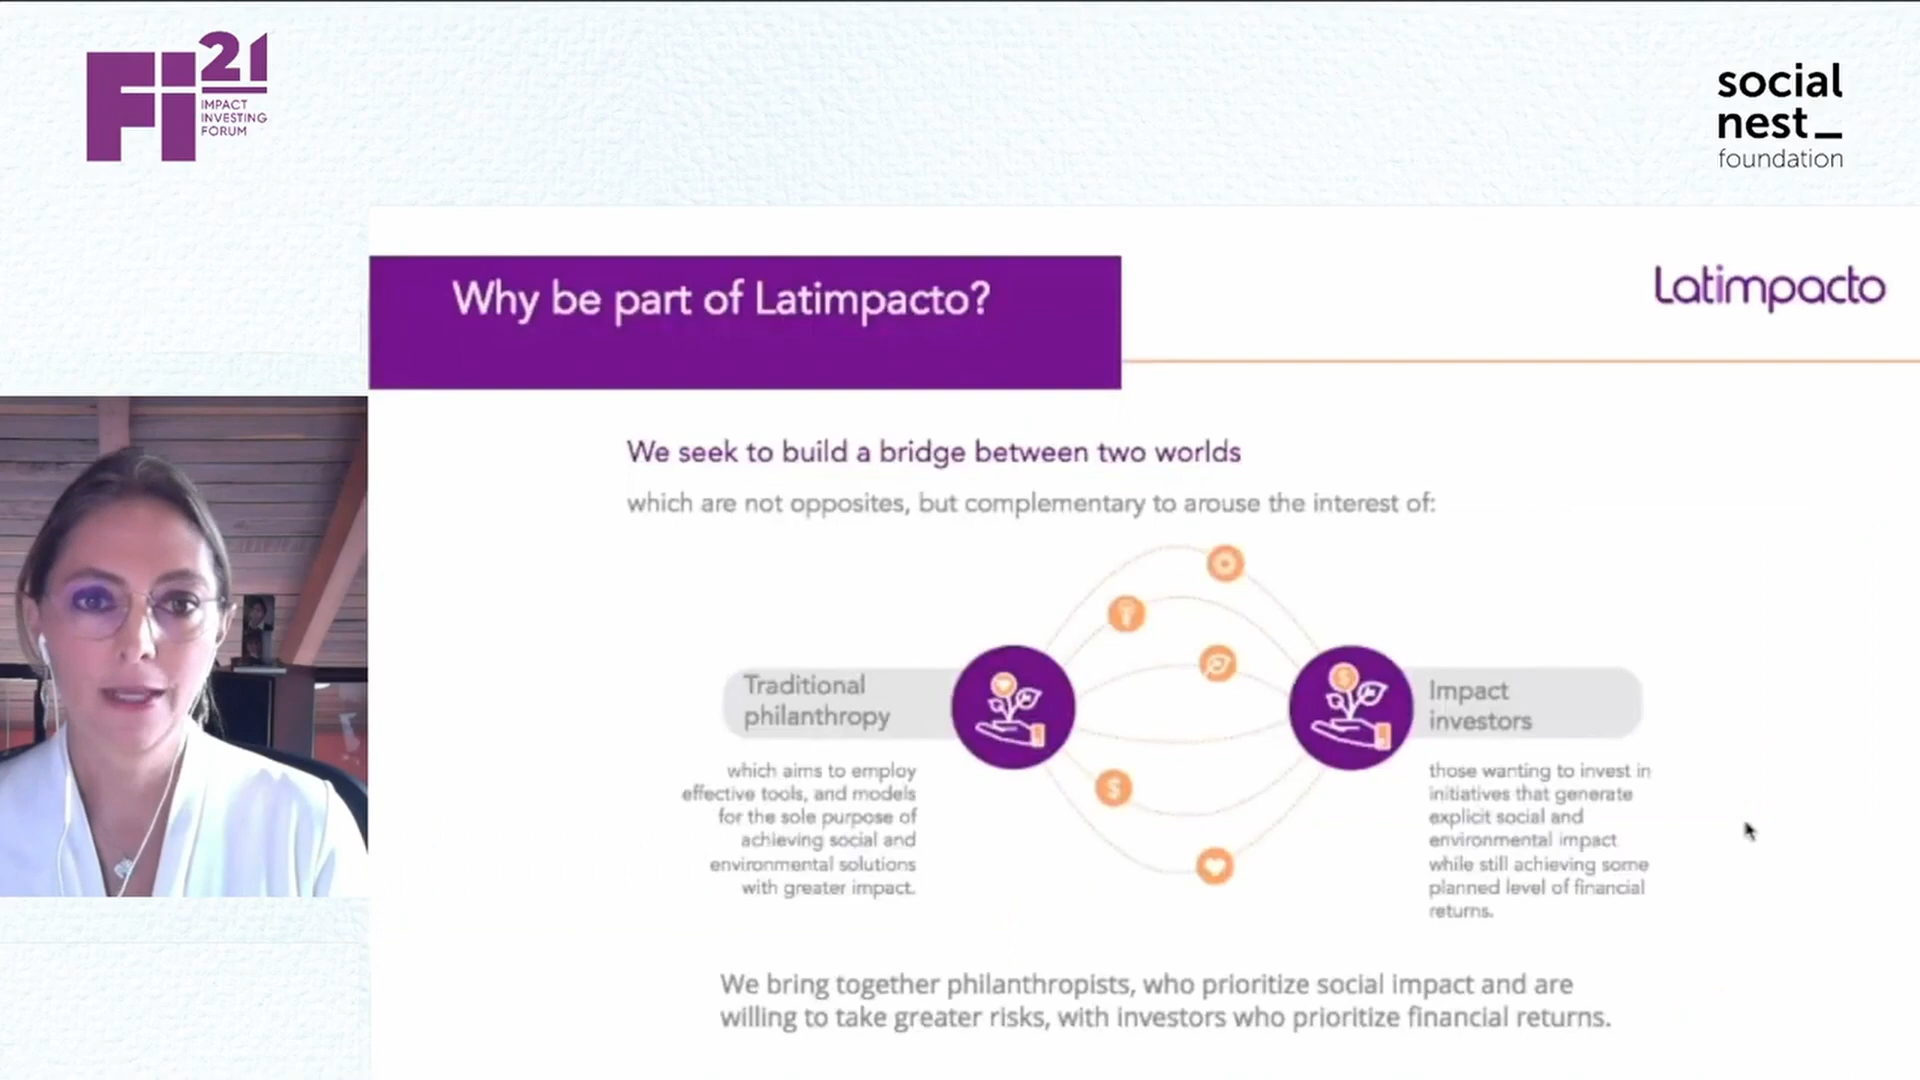 Fi 21
IMPACT
INVESTING
FORUM
social
nest_
foundation
Why be part of Latimpacto?
Latimpacto
We seek to build a bridge between two worlds
which are not opposites, but complementary to arouse the interest of:
Traditional
philanthropy
which aims to employ
effective tools, and models
for the sole purpose of
achieving social and
environmental solutions
with greater impact.
$
$
Impact
investors
those wanting to invest in
initiatives that generate
explicit social and
environmental impact
while still achieving some
planned level of financial
returns.
We bring together philanthropists, who prioritize social impact and are
willing to take greater risks, with investors who prioritize financial returns.